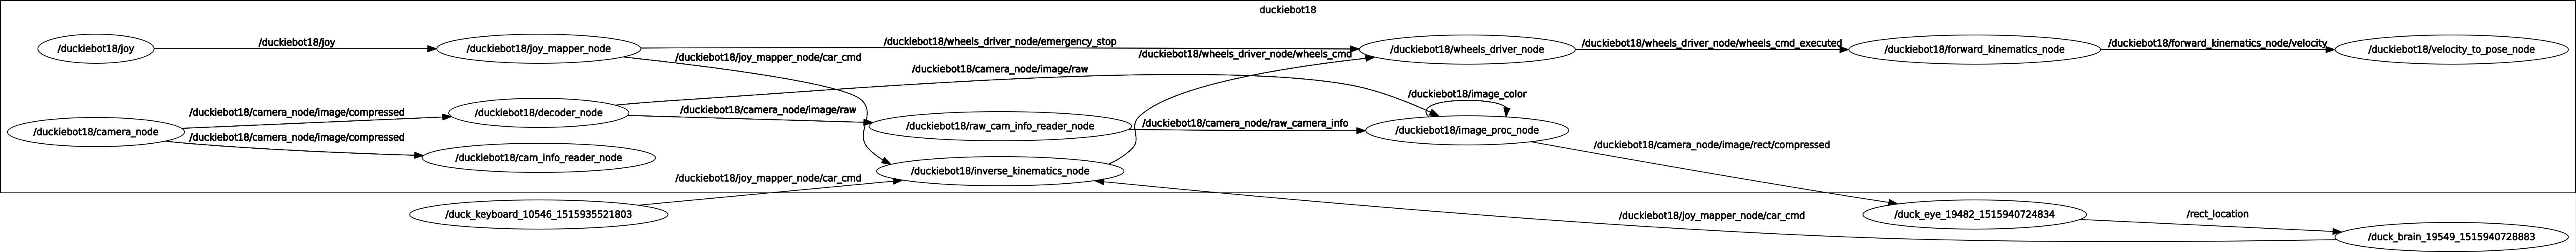 duckiebot18
/duckiebot18/joy
/duckiebot18/joy
/duckiebot18/joy_mapper_node
/duckiebot18/wheels_driver_node/emergency_stop
/duckiebot18/joy_mapper_node/car_cmd
/duckiebot18/wheels_driver_node/wheels_cmd
/duckiebot18/wheels_driver_node
/duckiebot18/wheels_driver_node/wheels_cmd_executed
/duckiebot18/forward_kinematics_node
/duckiebot18/forward_kinematics_node/velocity
/duckiebot18/velocity_to_pose_node
/duckiebot18/camera_node/image/raw
/duckiebot18/camera_node
/duckiebot18/camera_node/image/compressed
/duckiebot18/camera_node/image/compressed
/duckiebot18/decoder_node
/duckiebot18/camera_node/image/raw
/duckiebot18/cam_info_reader_node
/duckiebot18/raw_cam_info_reader_node
/duckiebot18/camera_node/raw_camera_info
/duckiebot18/image_color
/duckiebot18/image_proc_node
/duckiebot18/camera_node/image/rect/compressed
/duckiebot18/inverse_kinematics_node
/duckiebot18/joy_mapper_node/car_cmd
/duck_keyboard_10546_1515935521803
/duckiebot18/joy_mapper_node/car_cmd
/duck_eye_19482_1515940724834
/rect_location
/duck_brain_19549_1515940728883